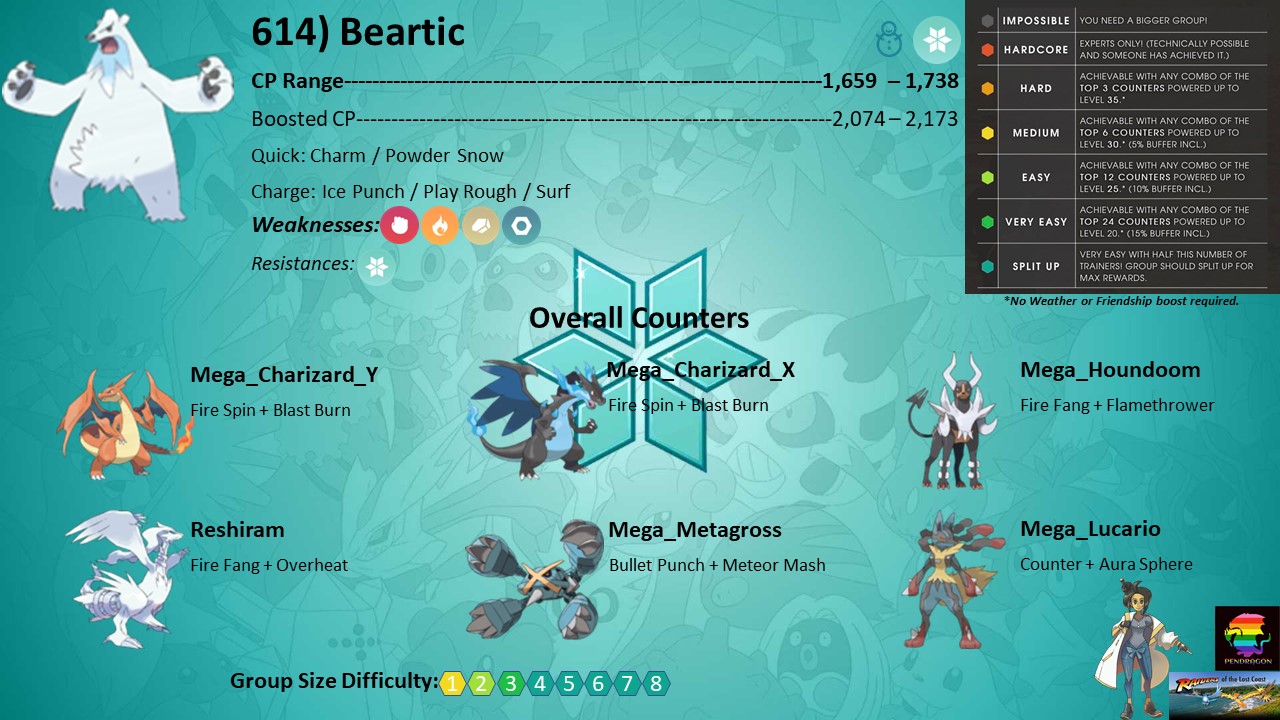 614) Beartic
CP Range------------------------------------------------------------------------1,659 – 1,738
Boosted CP------------------------------------------------------------------------2,074 – 2,173
Quick: Charm / Powder Snow
Charge: Ice Punch / Play Rough / Surf
Weaknesses:
Resistances:
IMPOSSIBLE YOU NEED A BIGGER GROUP!
HARDCORE EXPERTS ONLY! (TECHNICALLY POSSIBLE
AND SOMEONE HAS ACHIEVED IT.)
HARD ACHIEVABLE WITH ANY COMBO OF THE
TOP 3 COUNTERS POWERED UP TO
LEVEL 35.*
MEDIUM ACHIEVABLE WITH ANY COMBO OF THE
TOP 6 COUNTERS POWERED UP TO
LEVEL 30.* (5% BUFFER INCL.)
EASY ACHIEVABLE WITH ANY COMBO OF THE
TOP 12 COUNTERS POWERED UP TO
LEVEL 25.* (10% BUFFER INCL.)
VERY EASY ACHIEVABLE WITH ANY COMBO OF THE
TOP 24 COUNTERS POWERED UP TO
LEVEL 20.* (15% BUFFER INCL.)
SPLIT UP VERY EASY WITH HALF THIS NUMBER OF
TRAINERS! GROUP SHOULD SPLIT UP FOR
MAX REWARDS.
*No Weather or Friendship boost required.
Overall Counters
Mega_Charizard_Y
Fire Spin + Blast Burn
Mega_Charizard_X
Fire Spin + Blast Burn
Mega_Houndoom
Fire Fang + Flamethrower
Reshiram
Fire Fang + Overheat
Mega_Metagross
Bullet Punch + Meteor Mash
Mega_Lucario
Counter + Aura Sphere
Group Size Difficulty: 1 2 3 4 5 6 7 8
PENDRAGON
RAIDERS of the Lost Coast